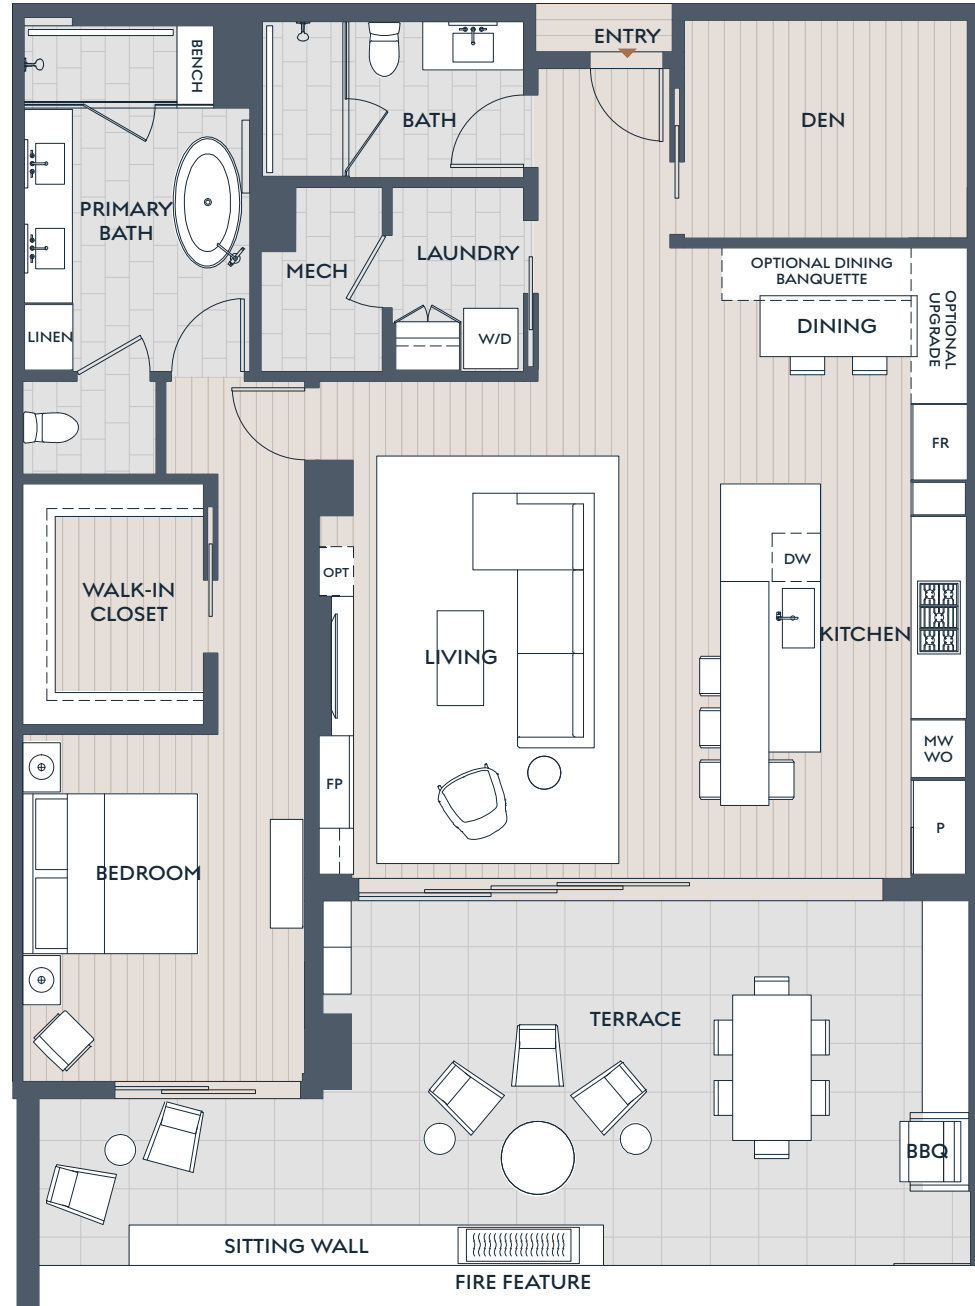 ENTRY
BENCH
BATH
DEN
PRIMARY
BATH
LAUNDRY
MECH
OPTIONAL DINING
BANQUETTE
OPTIONAL
UPGRADE
DINING
LINEN
W/D
FR
DW
OPT
WALK-IN
CLOSET
KITCHEN
LIVING
MW
WO
FP
P
BEDROOM
TERRACE
BBQ
SITTING WALL
FIRE FEATURE